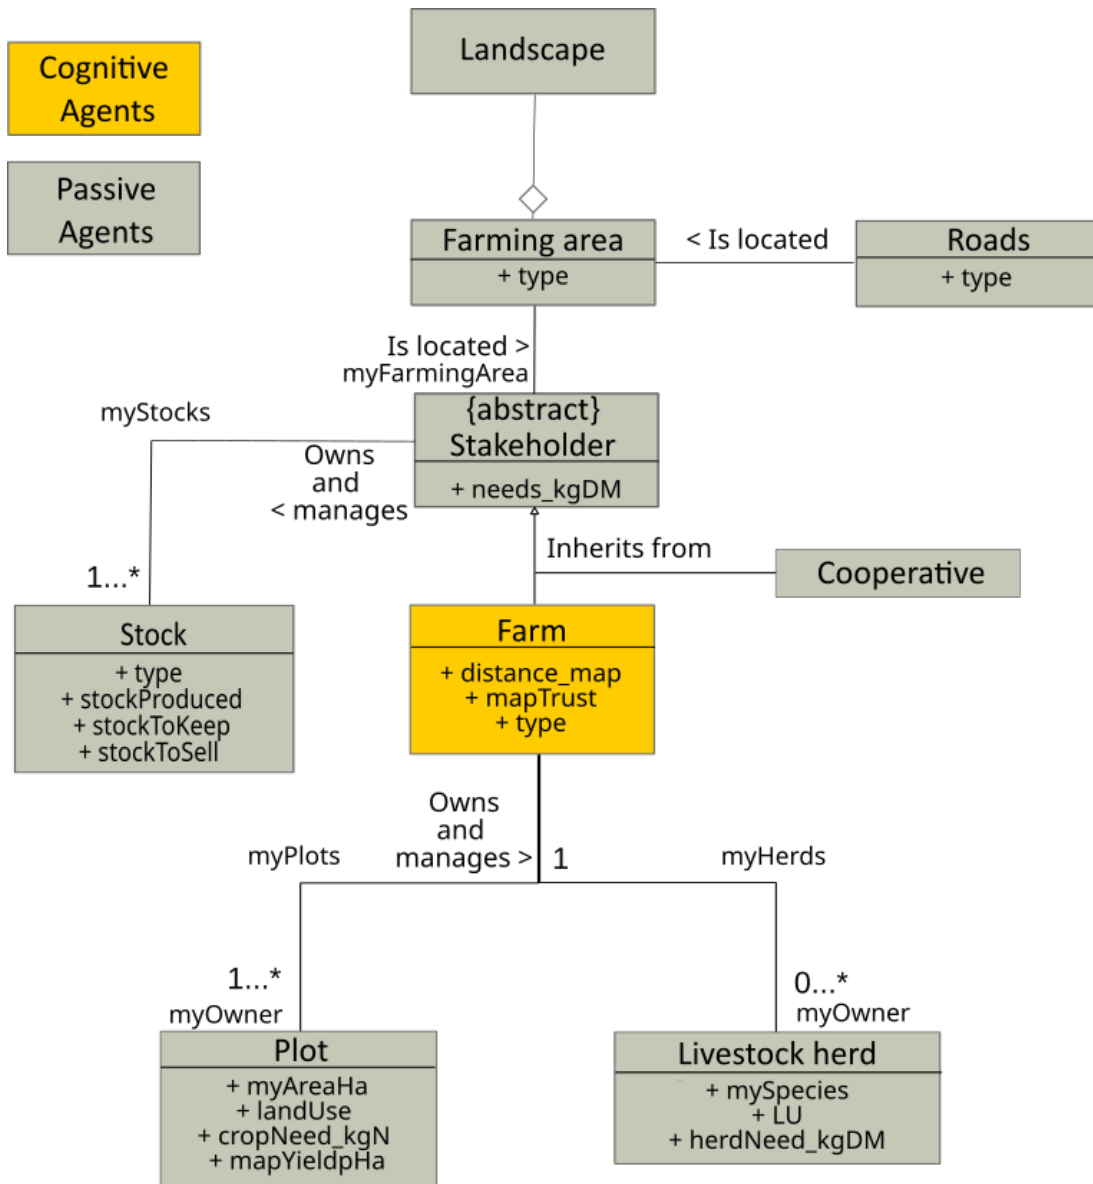 Landscape
Cognitive
Agents
Passive
Agents
Farming area
+ type
< Is located
Roads
+ type
Is located >
myFarmingArea
{abstract}
Stakeholder
+ needs_kgDM
myStocks
Owns
and
< manages
1...*
Inherits from
Cooperative
Stock
+ type
+ stockProduced
+ stockToKeep
+ stockToSell
Farm
+ distance_map
+ mapTrust
+ type
Owns
and
manages >
1
myPlots
myHerds
1...*
myOwner
0...*
myOwner
Plot
+ myAreaHa
+ landUse
+ cropNeed_kgN
+ mapYieldpHa
Livestock herd
+ mySpecies
+ LU
+ herdNeed_kgDM